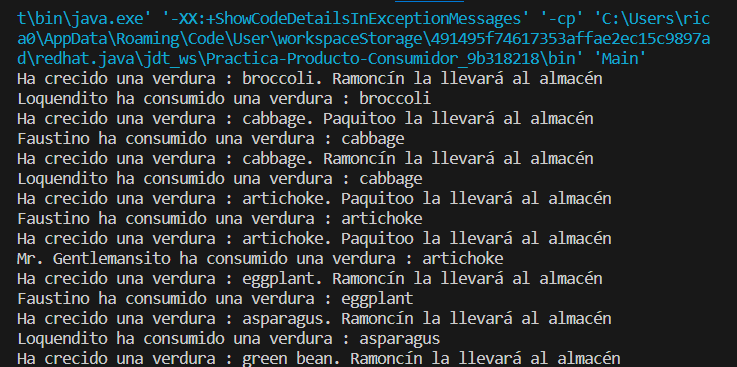 t\bin\java.exe' '-XX:+ShowCodeDetailsInExceptionMessages' '-cp' 'C:\Users\ric
a0\AppData\Roaming\Code\User\workspaceStorage\491495f74617353affae2ec15c9897a
d\redhat.java\jdt_ws\Practica-Producto-Consumidor_9b318218\bin' 'Main'
Ha crecido una verdura : broccoli. Ramoncín la llevará al almacén
Loquendito ha consumido una verdura : broccoli
Ha crecido una verdura : cabbage. Paquitoo la llevará al almacén
Faustino ha consumido una verdura : cabbage
Ha crecido una verdura : cabbage. Ramoncín la llevará al almacén
Loquendito ha consumido una verdura : cabbage
Ha crecido una verdura : artichoke. Paquitoo la llevará al almacén
Faustino ha consumido una verdura : artichoke
Ha crecido una verdura : artichoke. Paquitoo la llevará al almacén
Mr. Gentlemansito ha consumido una verdura : artichoke
Ha crecido una verdura : eggplant. Ramoncín la llevará al almacén
Faustino ha consumido una verdura : eggplant
Ha crecido una verdura : asparagus. Ramoncín la llevará al almacén
Loquendito ha consumido una verdura : asparagus
Ha crecido una verdura : green bean. Ramoncín la llevará al almacén